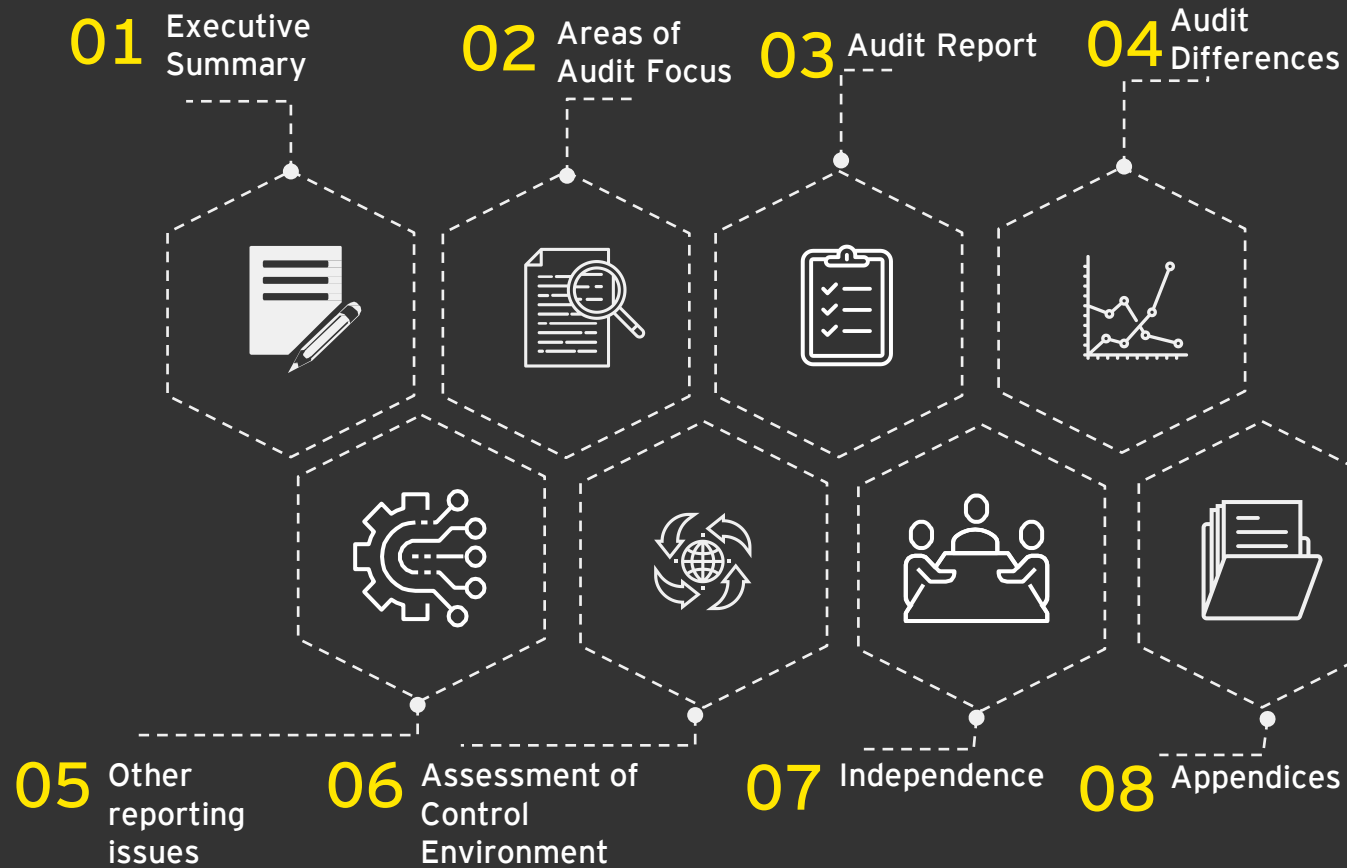 01 Executive
Summary
02 Areas of
Audit Focus
03 Audit Report
04 Audit
Differences
05 Other
reporting
issues
06 Assessment of
Control
Environment
07 Independence
08 Appendices